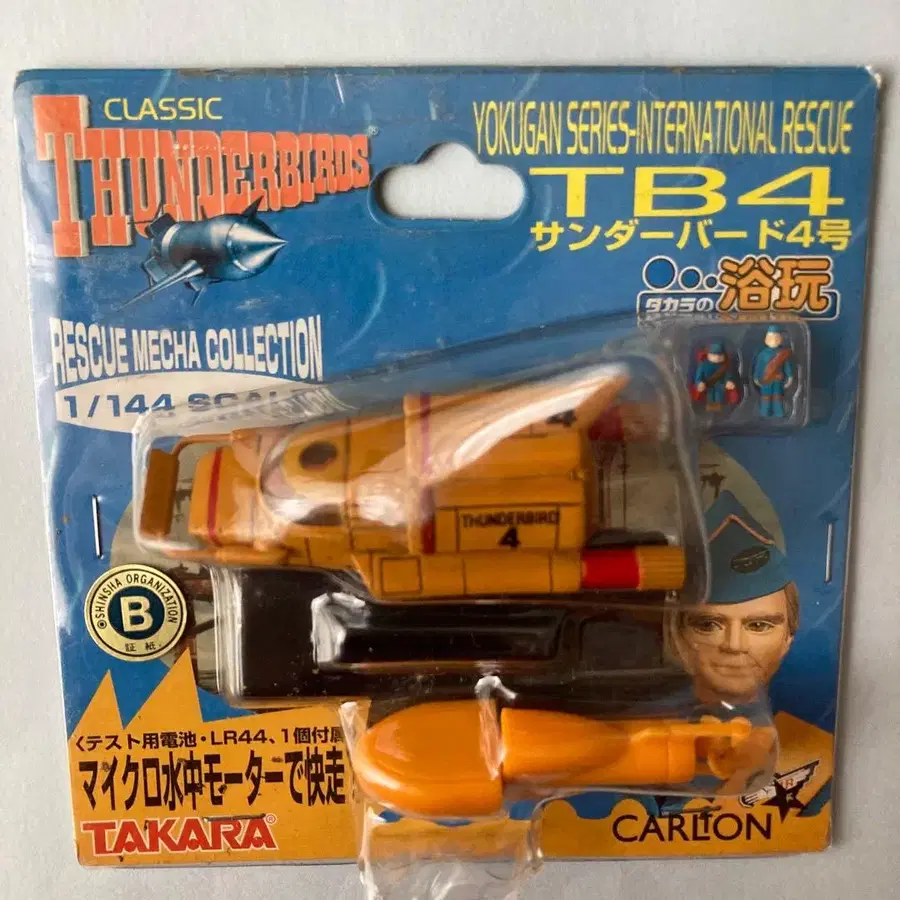 CLASSIC
THUNDERBIRDS®
YOKUGAN SERIES-INTERNATIONAL RESCUE
TB4
サンダーバード4号
タカラの浴玩
RESCUE MECHA COLLECTION
1/144 SCALE
4
THUNDERBIRD
4
SHINSHA ORGANIZATION
B
証紙
<テスト用電池・LR44、1個付属
マイクロ水中モーターで快走
TAKARA®
CARLTON